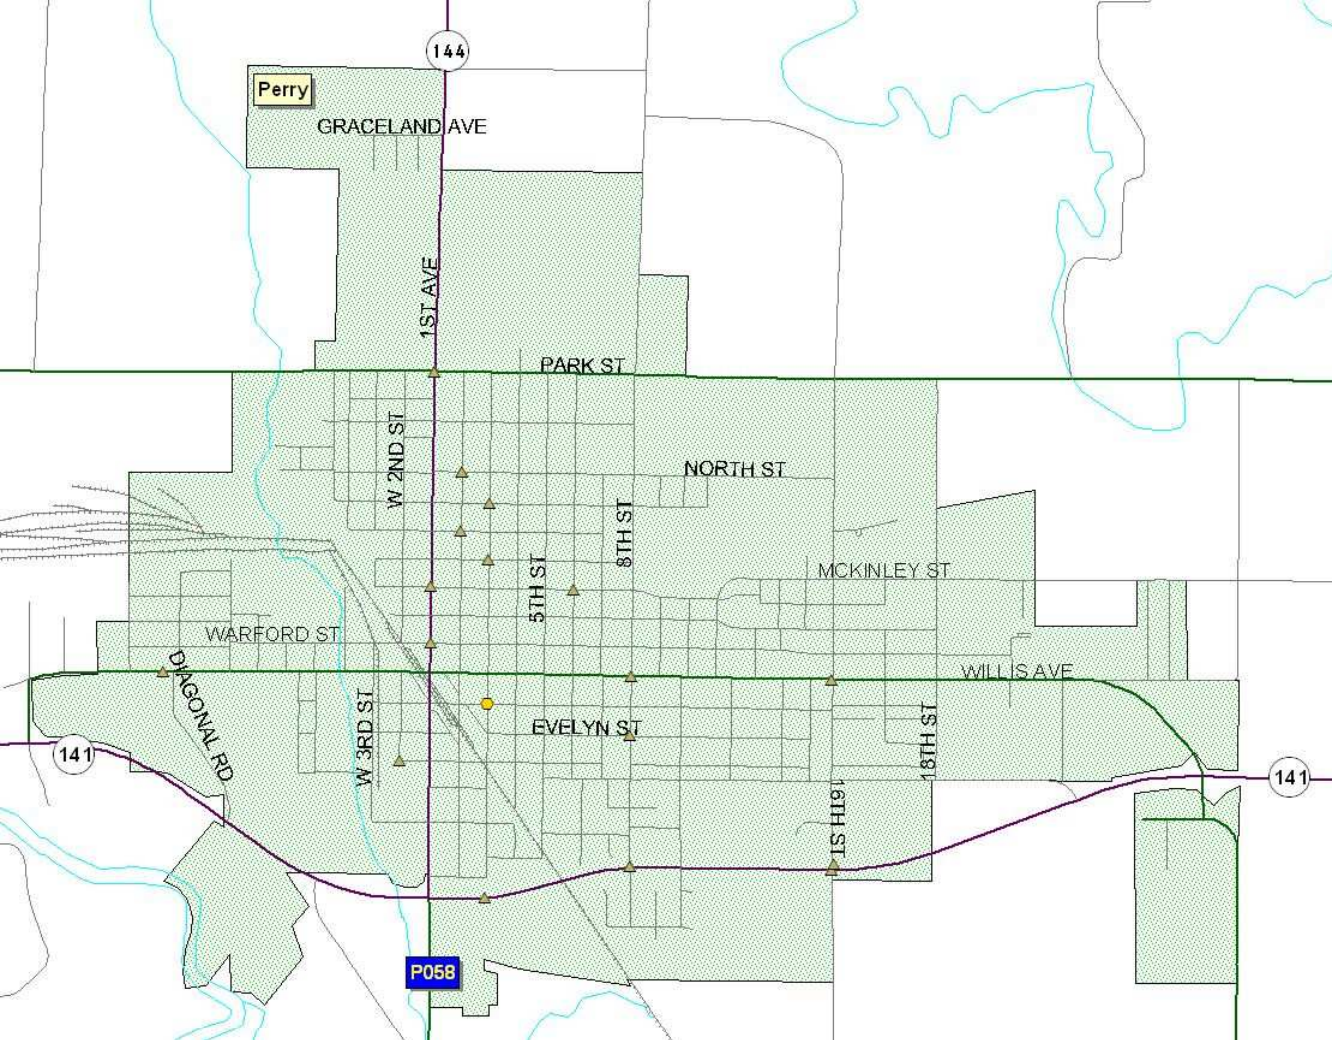 144
Perry
GRACELAND AVE
1ST AVE
PARK ST
W 2ND ST
NORTH ST
8TH ST
5TH ST
MCKINLEY ST
WARFORD ST
DIAGONAL RD
WILLIS AVE
W 3RD ST
EVELYN ST
18TH ST
141
141
16TH ST
P058